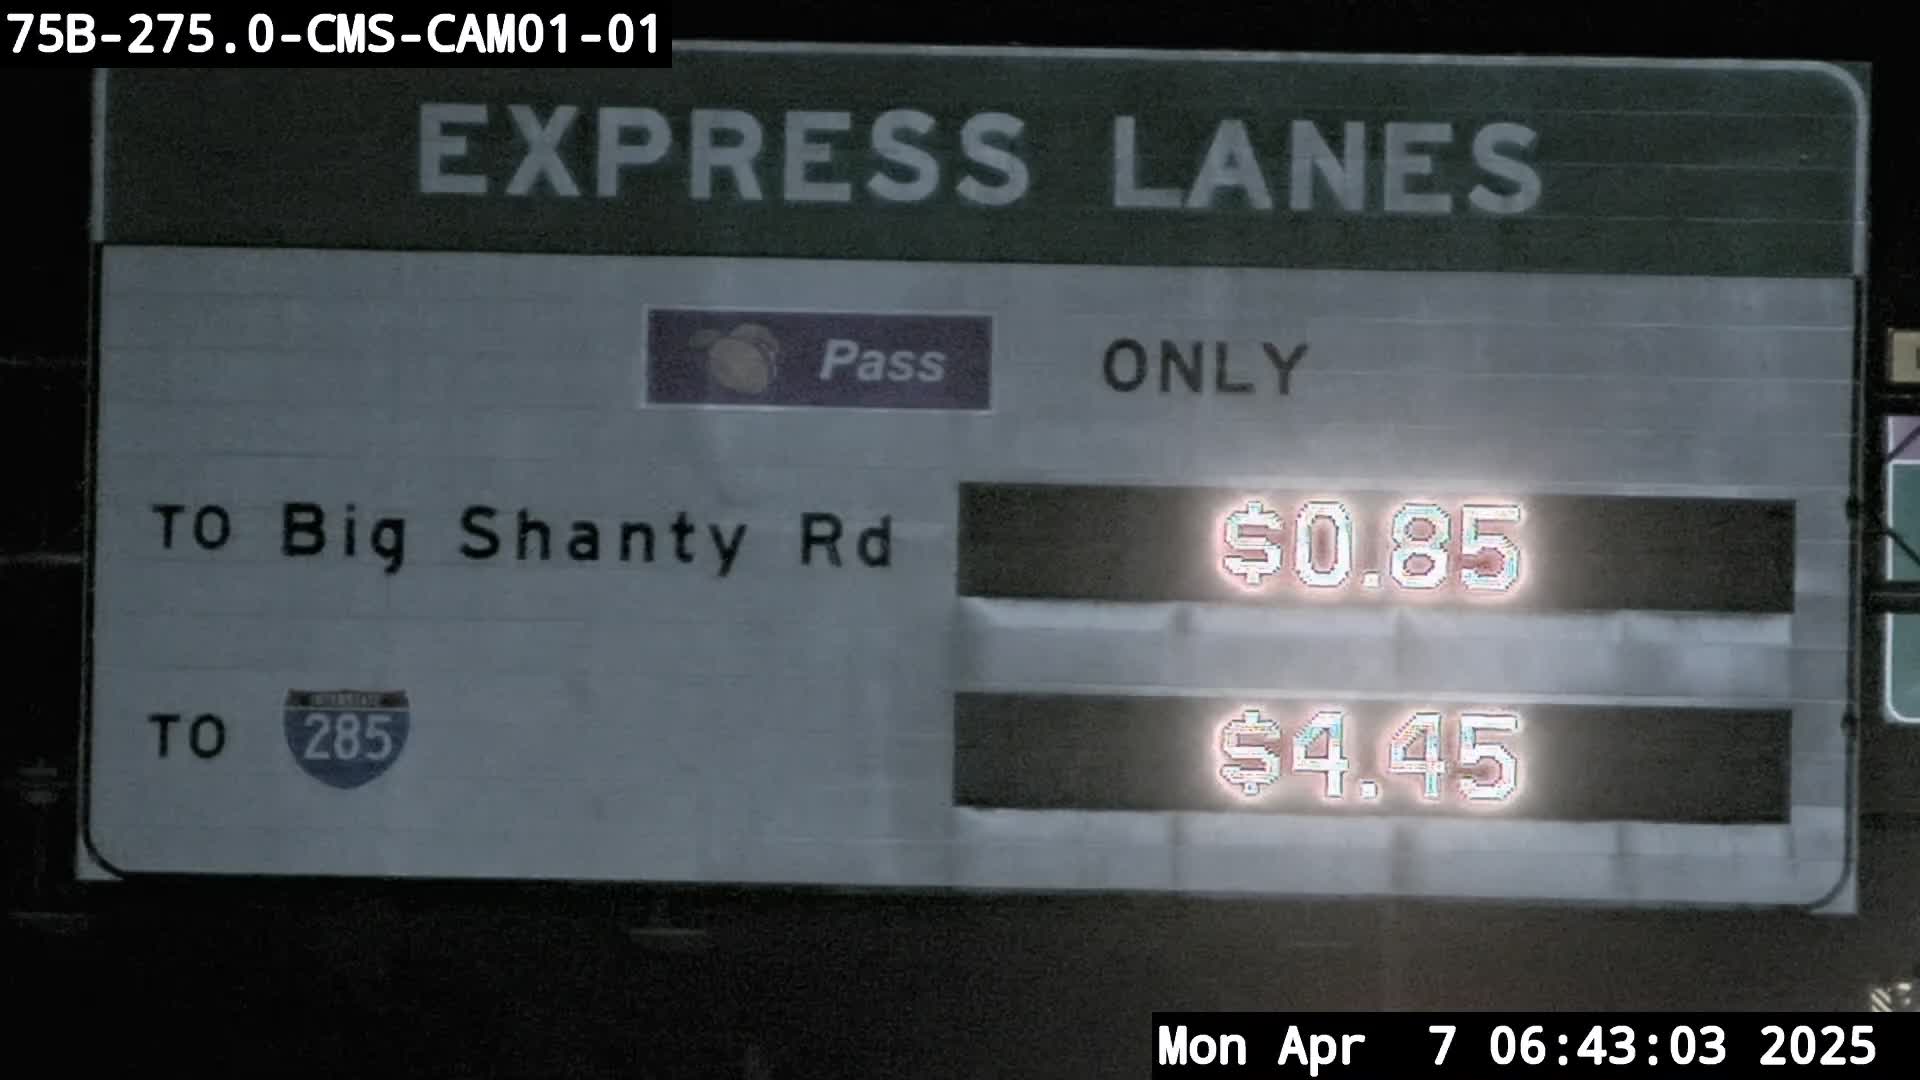 75B-275.0-CMS-CAM01-01
EXPRESS LANES
Pass ONLY
TO Big Shanty Rd $0.85
TO INTERSTATE 285 $4.45
Mon Apr 7 06:43:03 2025